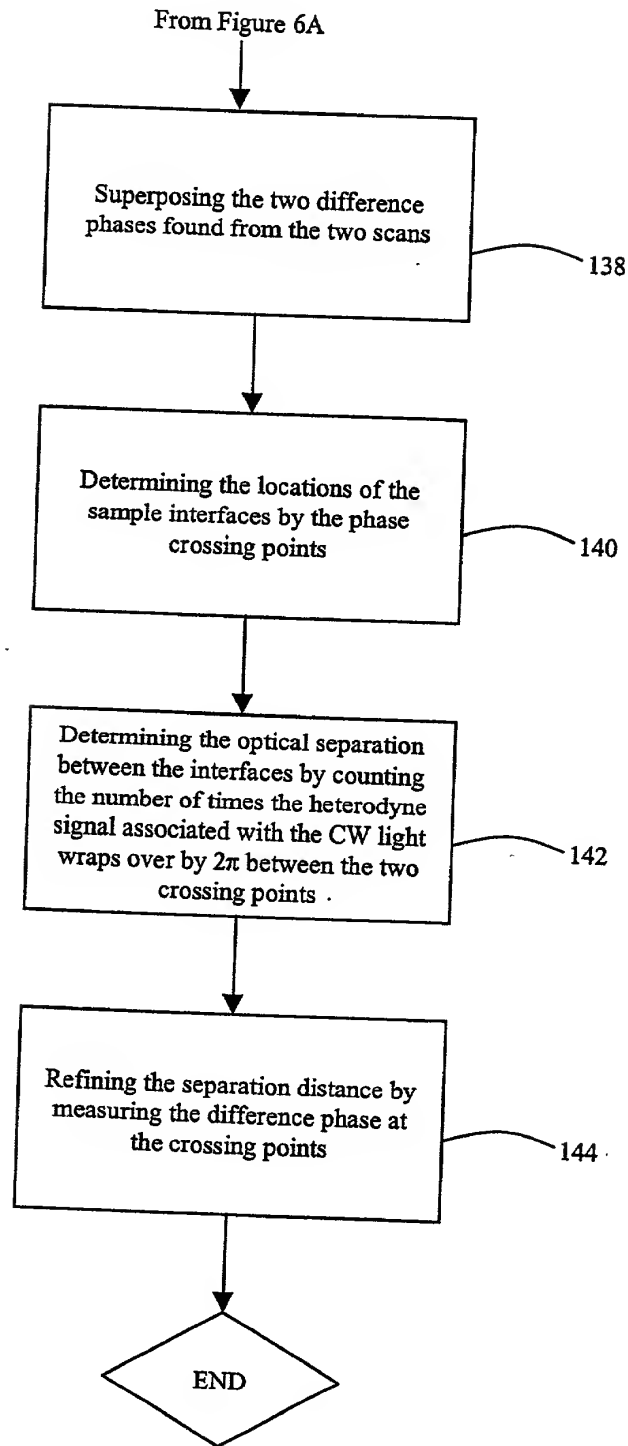 From Figure 6A
Superposing the two difference
phases found from the two scans
138
Determining the locations of the
sample interfaces by the phase
crossing points
140
Determining the optical separation
between the interfaces by counting
the number of times the heterodyne
signal associated with the CW light
wraps over by 2π between the two
crossing points
142
Refining the separation distance by
measuring the difference phase at
the crossing points
144
END